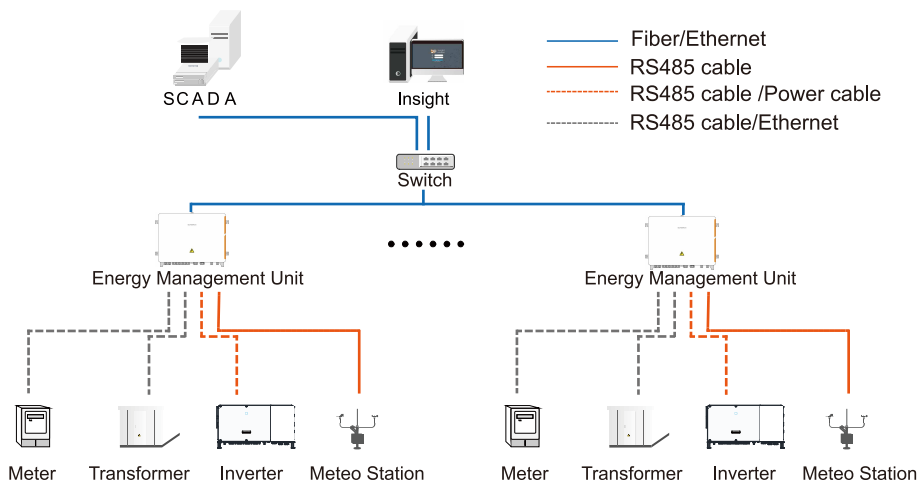 Fiber/Ethernet
RS485 cable
RS485 cable /Power cable
RS485 cable/Ethernet
SCADA
Insight
Switch
Energy Management Unit
Energy Management Unit
Meter
Transformer
Inverter
Meteo Station
Meter
Transformer
Inverter
Meteo Station